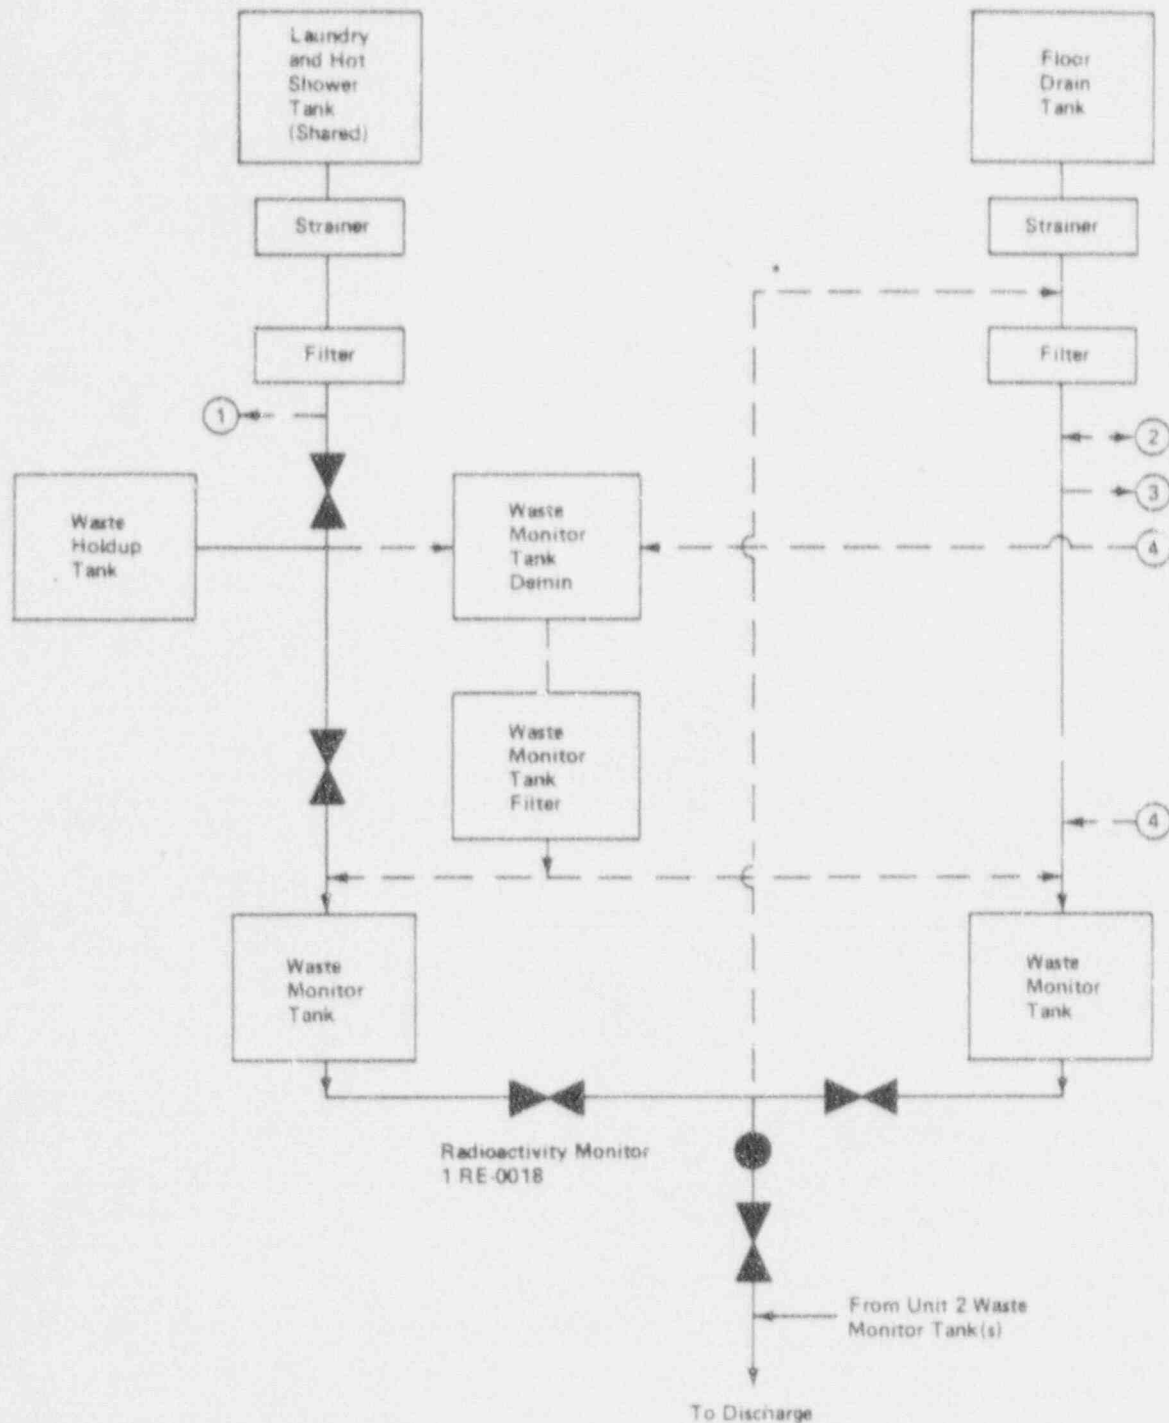 Laundry
and Hot
Shower
Tank
(Shared)
Floor
Drain
Tank
Strainer
Strainer
Filter
Filter
1
2
3
4
Waste
Holdup
Tank
Waste
Monitor
Tank
Demin
Waste
Monitor
Tank
Filter
4
Waste
Monitor
Tank
Waste
Monitor
Tank
Radioactivity Monitor
1 RE-0018
From Unit 2 Waste
Monitor Tank(s)
To Discharge